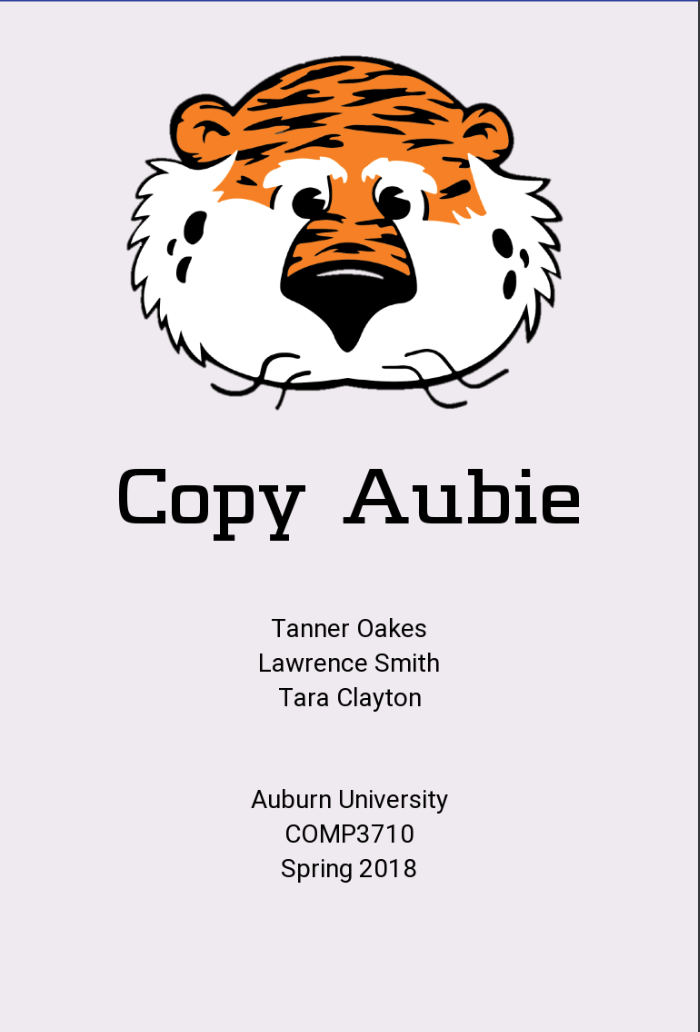 Copy Aubie
Tanner Oakes
Lawrence Smith
Tara Clayton
Auburn University
COMP3710
Spring 2018